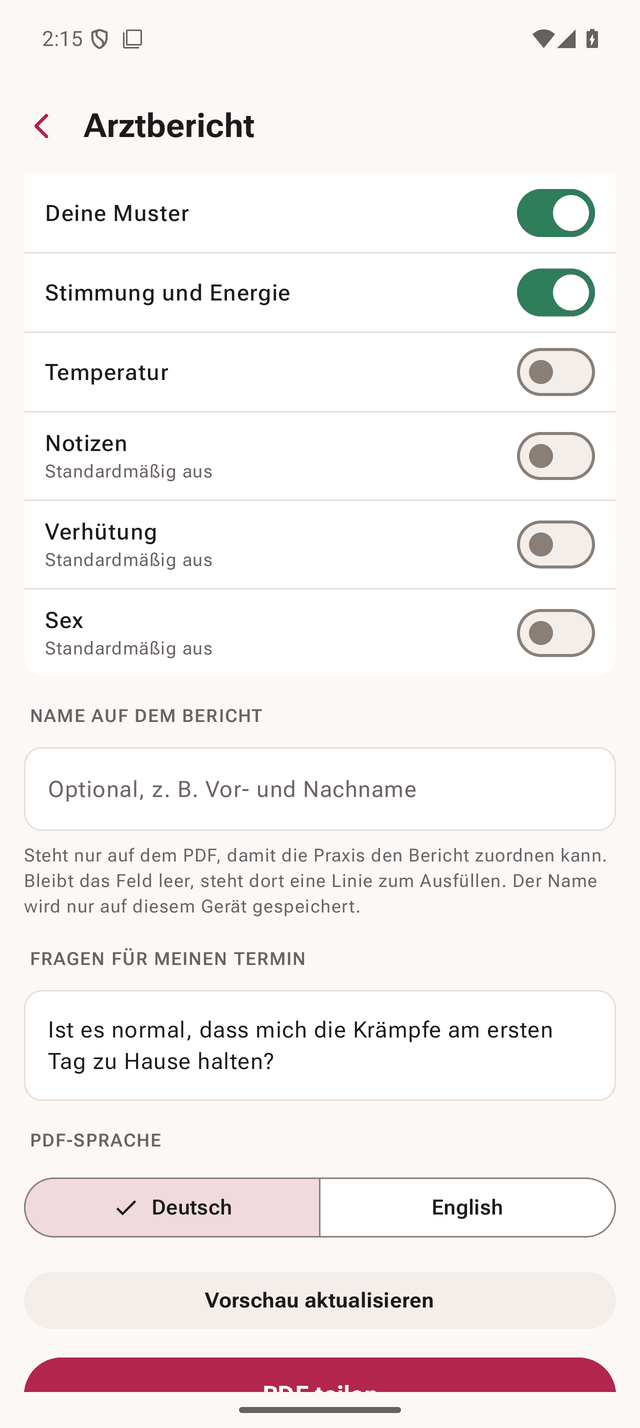 2:15
Arztbericht
Deine Muster
Stimmung und Energie
Temperatur
Notizen
Standardmäßig aus
Verhütung
Standardmäßig aus
Sex
Standardmäßig aus
NAME AUF DEM BERICHT
Optional, z. B. Vor- und Nachname
Steht nur auf dem PDF, damit die Praxis den Bericht zuordnen kann.
Bleibt das Feld leer, steht dort eine Linie zum Ausfüllen. Der Name
wird nur auf diesem Gerät gespeichert.
FRAGEN FÜR MEINEN TERMIN
Ist es normal, dass mich die Krämpfe am ersten
Tag zu Hause halten?
PDF-SPRACHE
Deutsch
English
Vorschau aktualisieren
PDF teilen